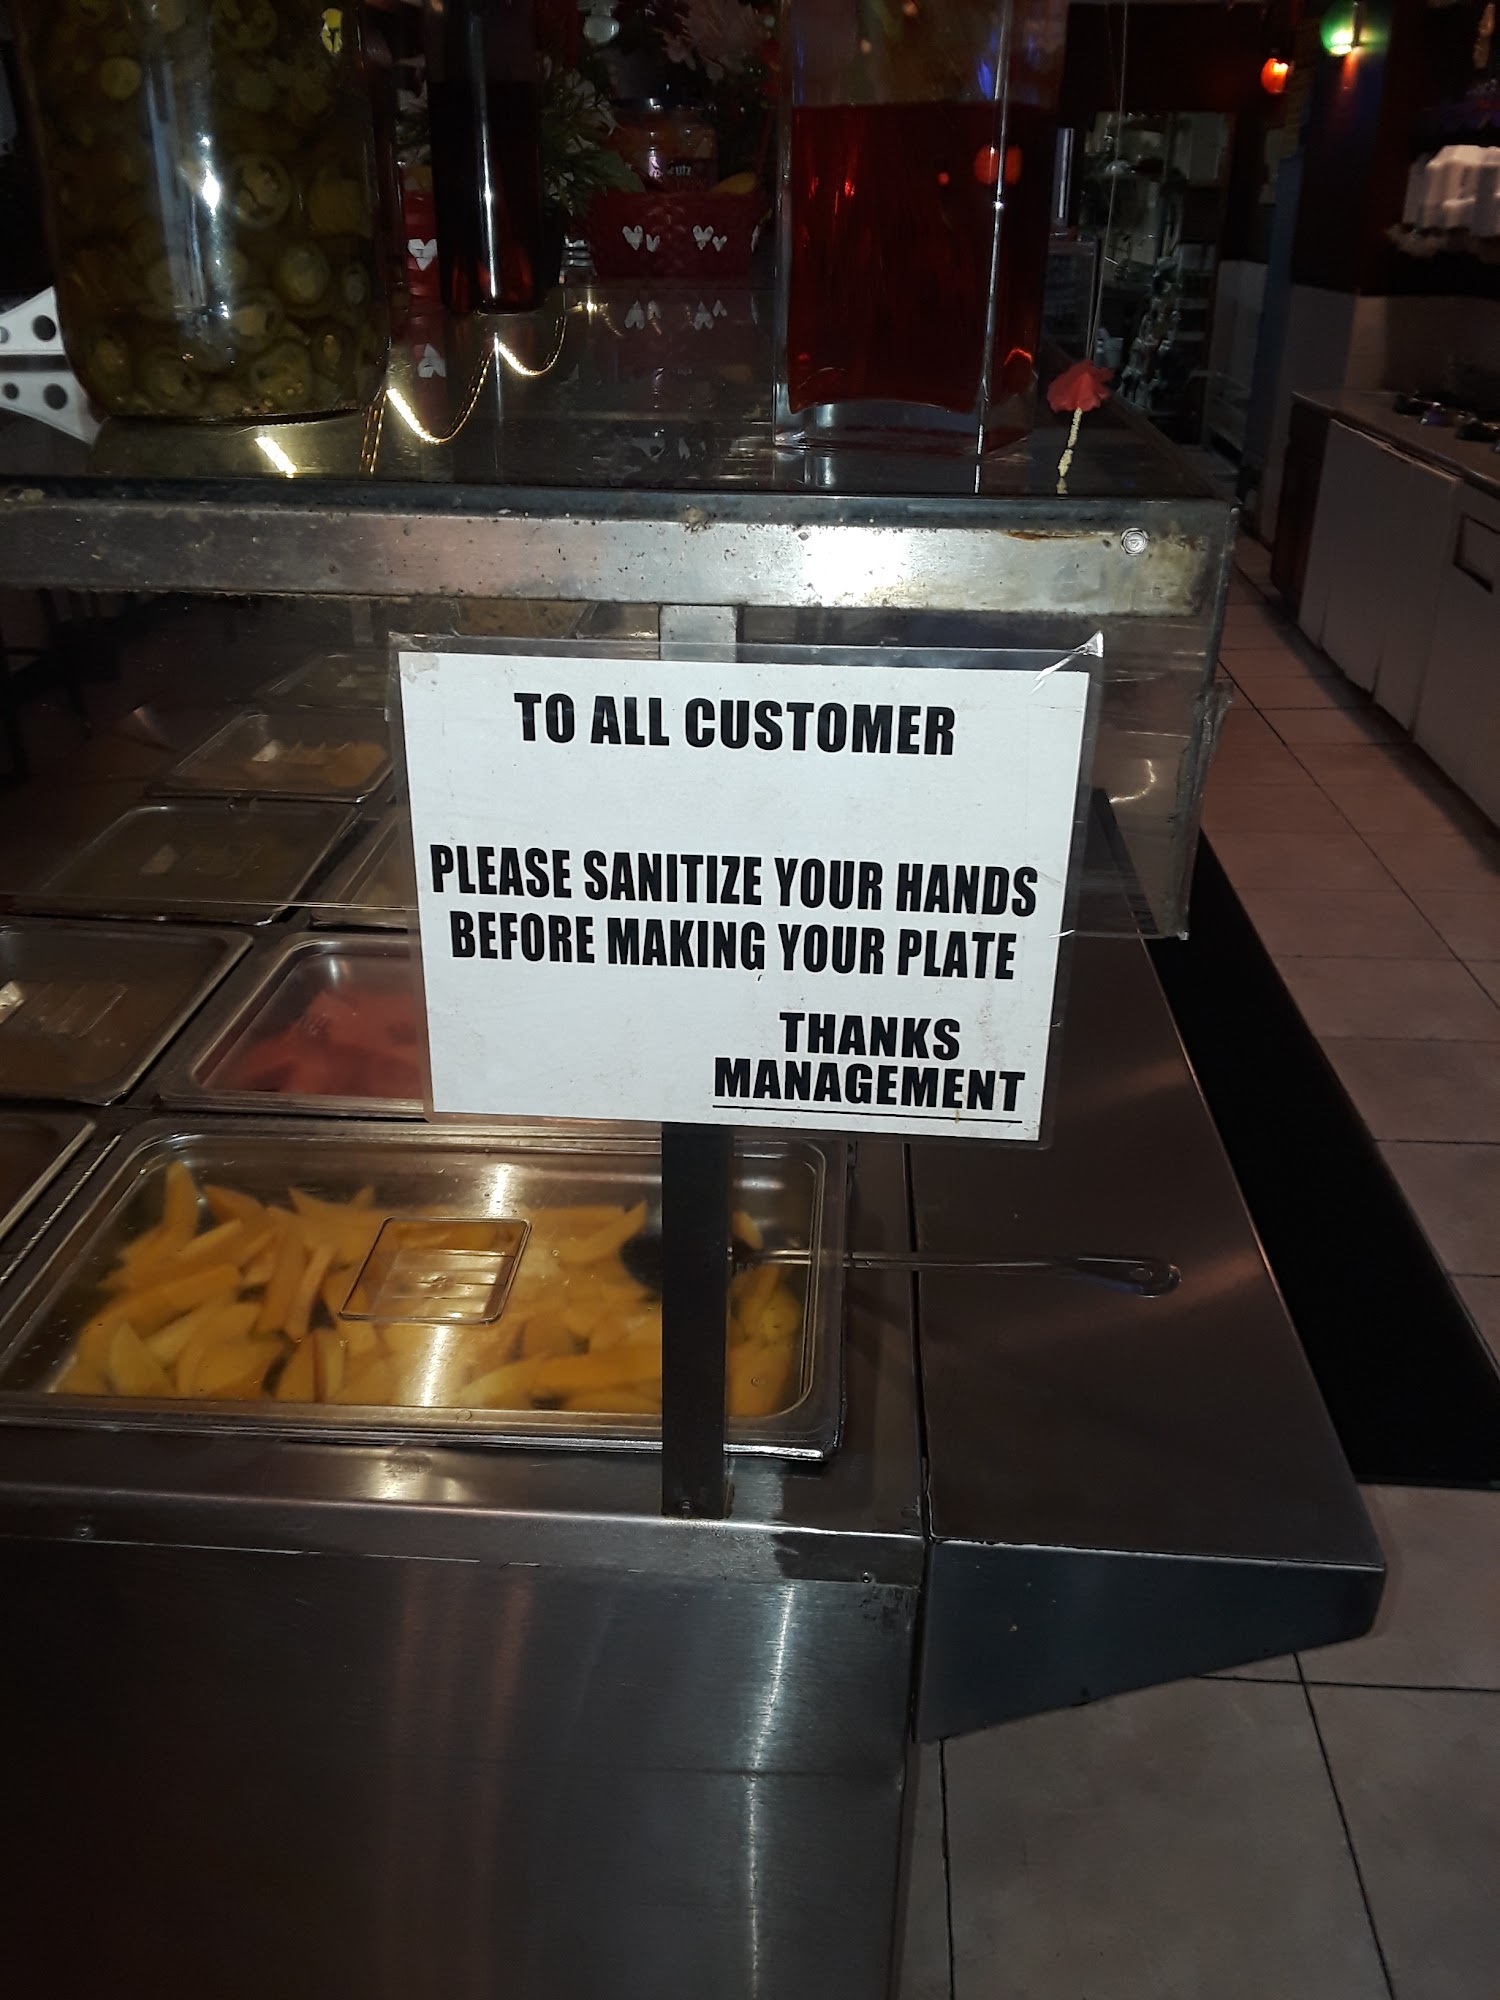 TO ALL CUSTOMER
PLEASE SANITIZE YOUR HANDS
BEFORE MAKING YOUR PLATE
THANKS
MANAGEMENT